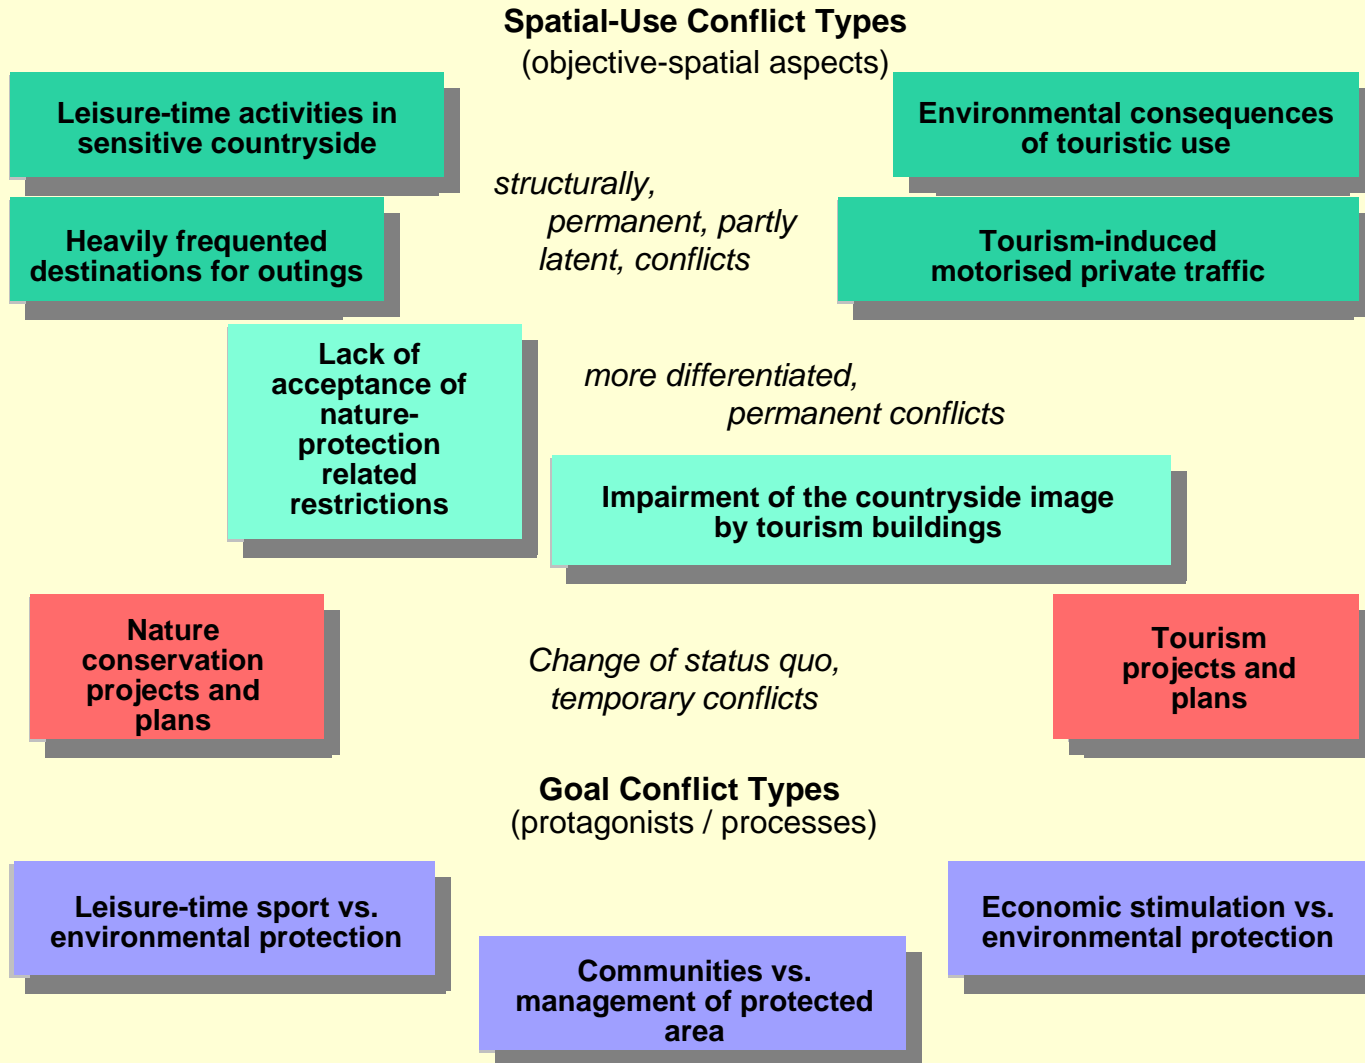 Spatial-Use Conflict Types
(objective-spatial aspects)
Leisure-time activities in
sensitive countryside
Environmental consequences
of touristic use
structurally,
permanent, partly
latent, conflicts
Heavily frequented
destinations for outings
Tourism-induced
motorised private traffic
Lack of
acceptance of
nature-
protection
related
restrictions
more differentiated,
permanent conflicts
Impairment of the countryside image
by tourism buildings
Nature
conservation
projects and
plans
Change of status quo,
temporary conflicts
Tourism
projects and
plans
Goal Conflict Types
(protagonists / processes)
Leisure-time sport vs.
environmental protection
Communities vs.
management of protected
area
Economic stimulation vs.
environmental protection